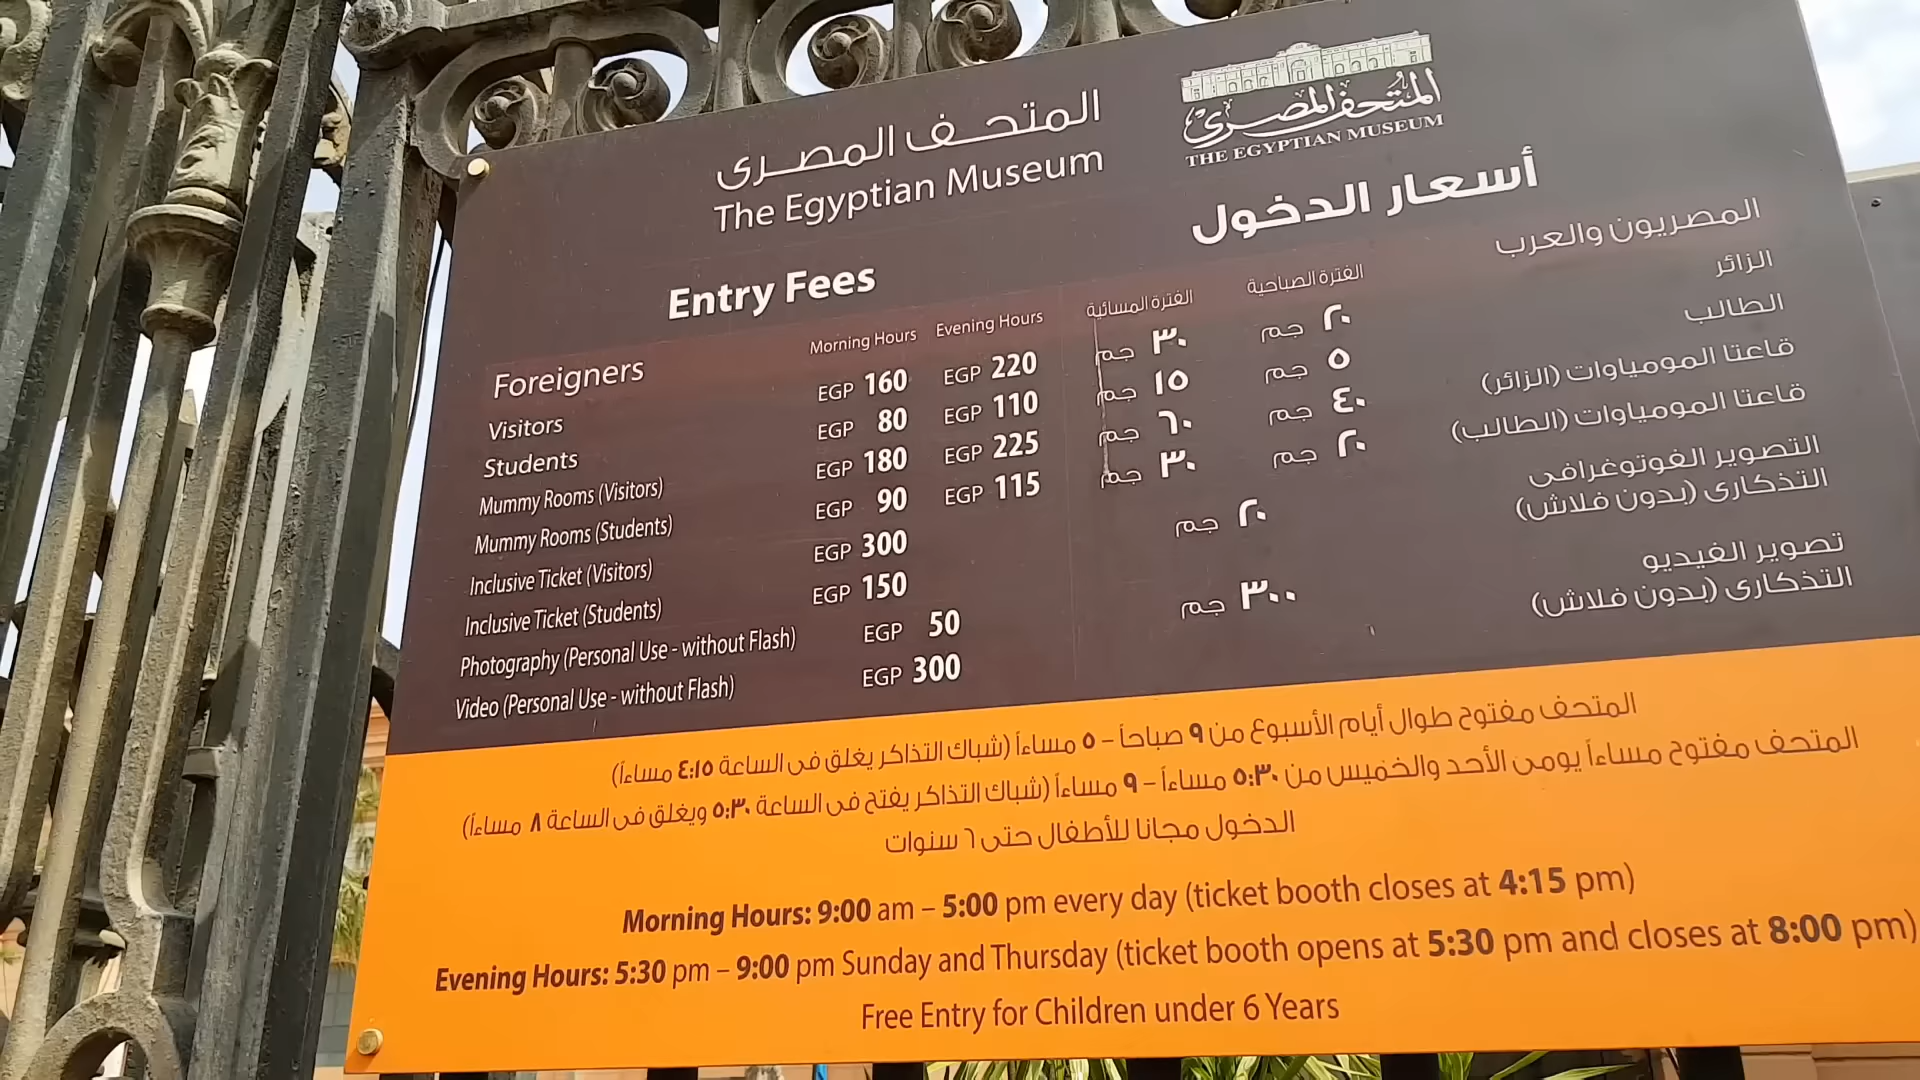 المتحف المصرى
The Egyptian Museum
المتحف المصرى
THE EGYPTIAN MUSEUM
Entry Fees
Morning Hours Evening Hours
Foreigners
Visitors EGP 160 EGP 220
Students EGP 80 EGP 110
Mummy Rooms (Visitors) EGP 180 EGP 225
Mummy Rooms (Students) EGP 90 EGP 115
Inclusive Ticket (Visitors) EGP 300
Inclusive Ticket (Students) EGP 150
Photography (Personal Use - without Flash) EGP 50
Video (Personal Use - without Flash) EGP 300
أسعار الدخول
المصريون والعرب
الفترة الصباحية الفترة المسائية
الزائر ٢٠ جم ٣٠ جم
الطالب ٥ جم ١٥ جم
قاعتا المومياوات (الزائر) ٤٠ جم ٦٠ جم
قاعتا المومياوات (الطالب) ٢٠ جم ٣٠ جم
التصوير الفوتوغرافى
التذكارى (بدون فلاش) ٢٠ جم
تصوير الفيديو
التذكارى (بدون فلاش) ٣٠٠ جم
المتحف مفتوح طوال أيام الأسبوع من ٩ صباحاً – ٥ مساءاً (شباك التذاكر يغلق فى الساعة ٤:١٥ مساءاً)
المتحف مفتوح مساءاً يومى الأحد والخميس من ٥:٣٠ مساءاً – ٩ مساءاً (شباك التذاكر يفتح فى الساعة ٥:٣٠ ويغلق فى الساعة ٨ مساءاً)
الدخول مجانا للأطفال حتى ٦ سنوات
Morning Hours: 9:00 am – 5:00 pm every day (ticket booth closes at 4:15 pm)
Evening Hours: 5:30 pm – 9:00 pm Sunday and Thursday (ticket booth opens at 5:30 pm and closes at 8:00 pm)
Free Entry for Children under 6 Years